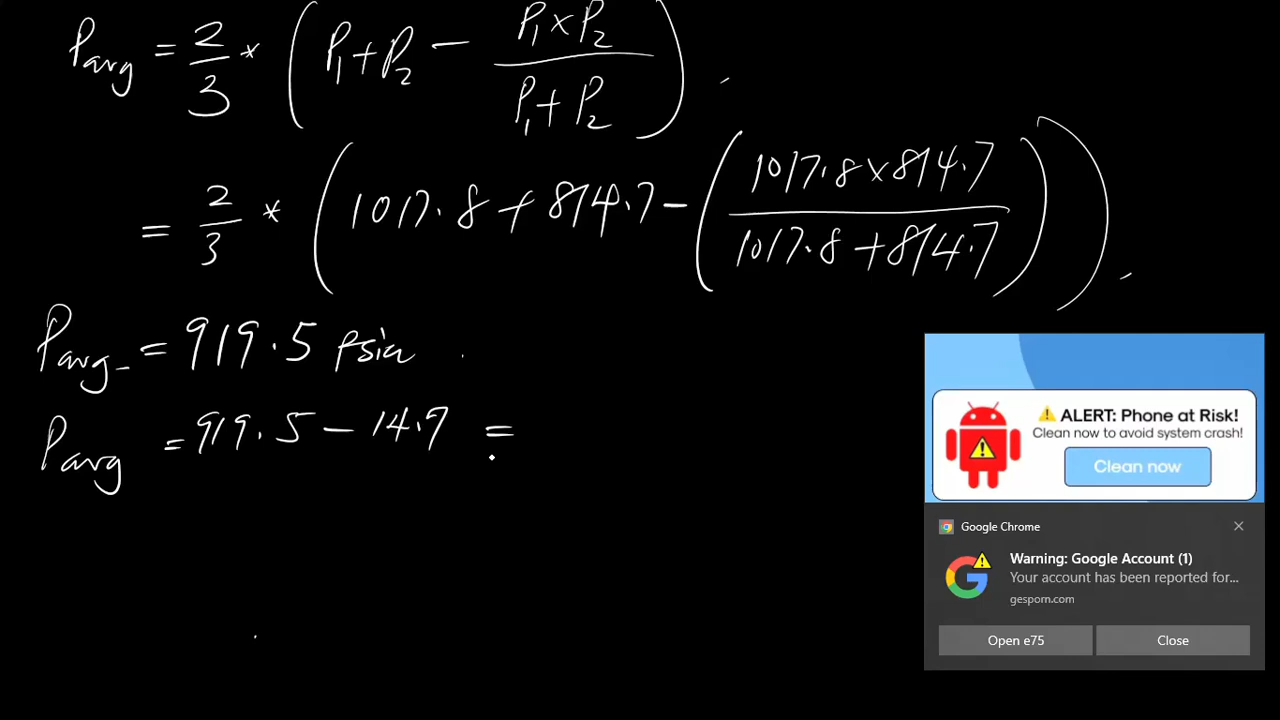 Pavg = 2/3 * (P1+P2 - P1×P2/P1+P2)
= 2/3 * (1017.8 + 814.7 - (1017.8×814.7/1017.8+814.7))
Pavg = 919.5 psia
Pavg = 919.5 - 14.7 =
ALERT: Phone at Risk!
Clean now to avoid system crash!
Clean now
Google Chrome
Warning: Google Account (1)
Your account has been reported for...
gesporn.com
Open e75
Close